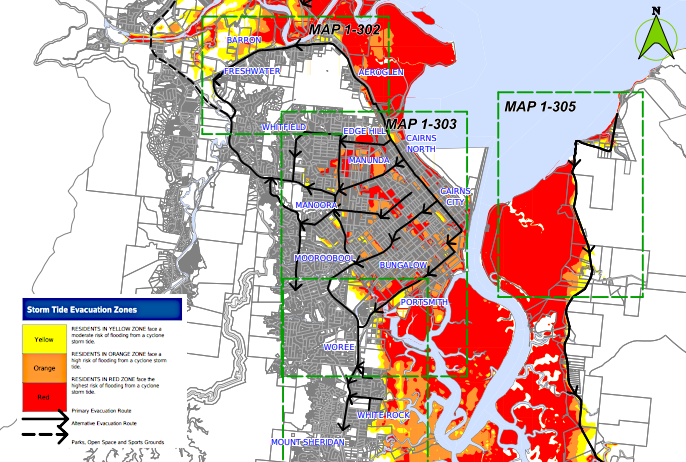 N
MAP 1-302
BARRON
FRESHWATER
AEROGLEN
MAP 1-305
MAP 1-303
WHITFIELD
EDGE HILL
CAIRNS
NORTH
MANUNDA
CAIRNS
CITY
MANOORA
MOOROOBOOL
BUNGALOW
PORTSMITH
WOREE
WHITE ROCK
MOUNT SHERIDAN
Storm Tide Evacuation Zones
Yellow
RESIDENTS IN YELLOW ZONE face a
moderate risk of flooding from a cyclone
storm tide.
Orange
RESIDENTS IN ORANGE ZONE face a
high risk of flooding from a cyclone storm
tide.
Red
RESIDENTS IN RED ZONE face the
highest risk of flooding from a cyclone
storm tide.
Primary Evacuation Route
Alternative Evacuation Route
Parks, Open Space and Sports Grounds